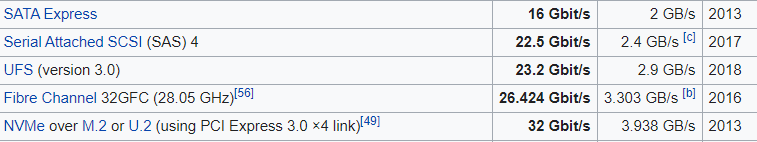 SATA Express 16 Gbit/s 2 GB/s 2013
Serial Attached SCSI (SAS) 4 22.5 Gbit/s 2.4 GB/s [c] 2017
UFS (version 3.0) 23.2 Gbit/s 2.9 GB/s 2018
Fibre Channel 32GFC (28.05 GHz)[56] 26.424 Gbit/s 3.303 GB/s [b] 2016
NVMe over M.2 or U.2 (using PCI Express 3.0 ×4 link)[49] 32 Gbit/s 3.938 GB/s 2013